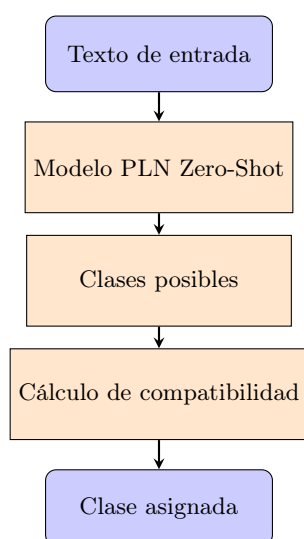 Texto de entrada
Modelo PLN Zero-Shot
Clases posibles
Cálculo de compatibilidad
Clase asignada